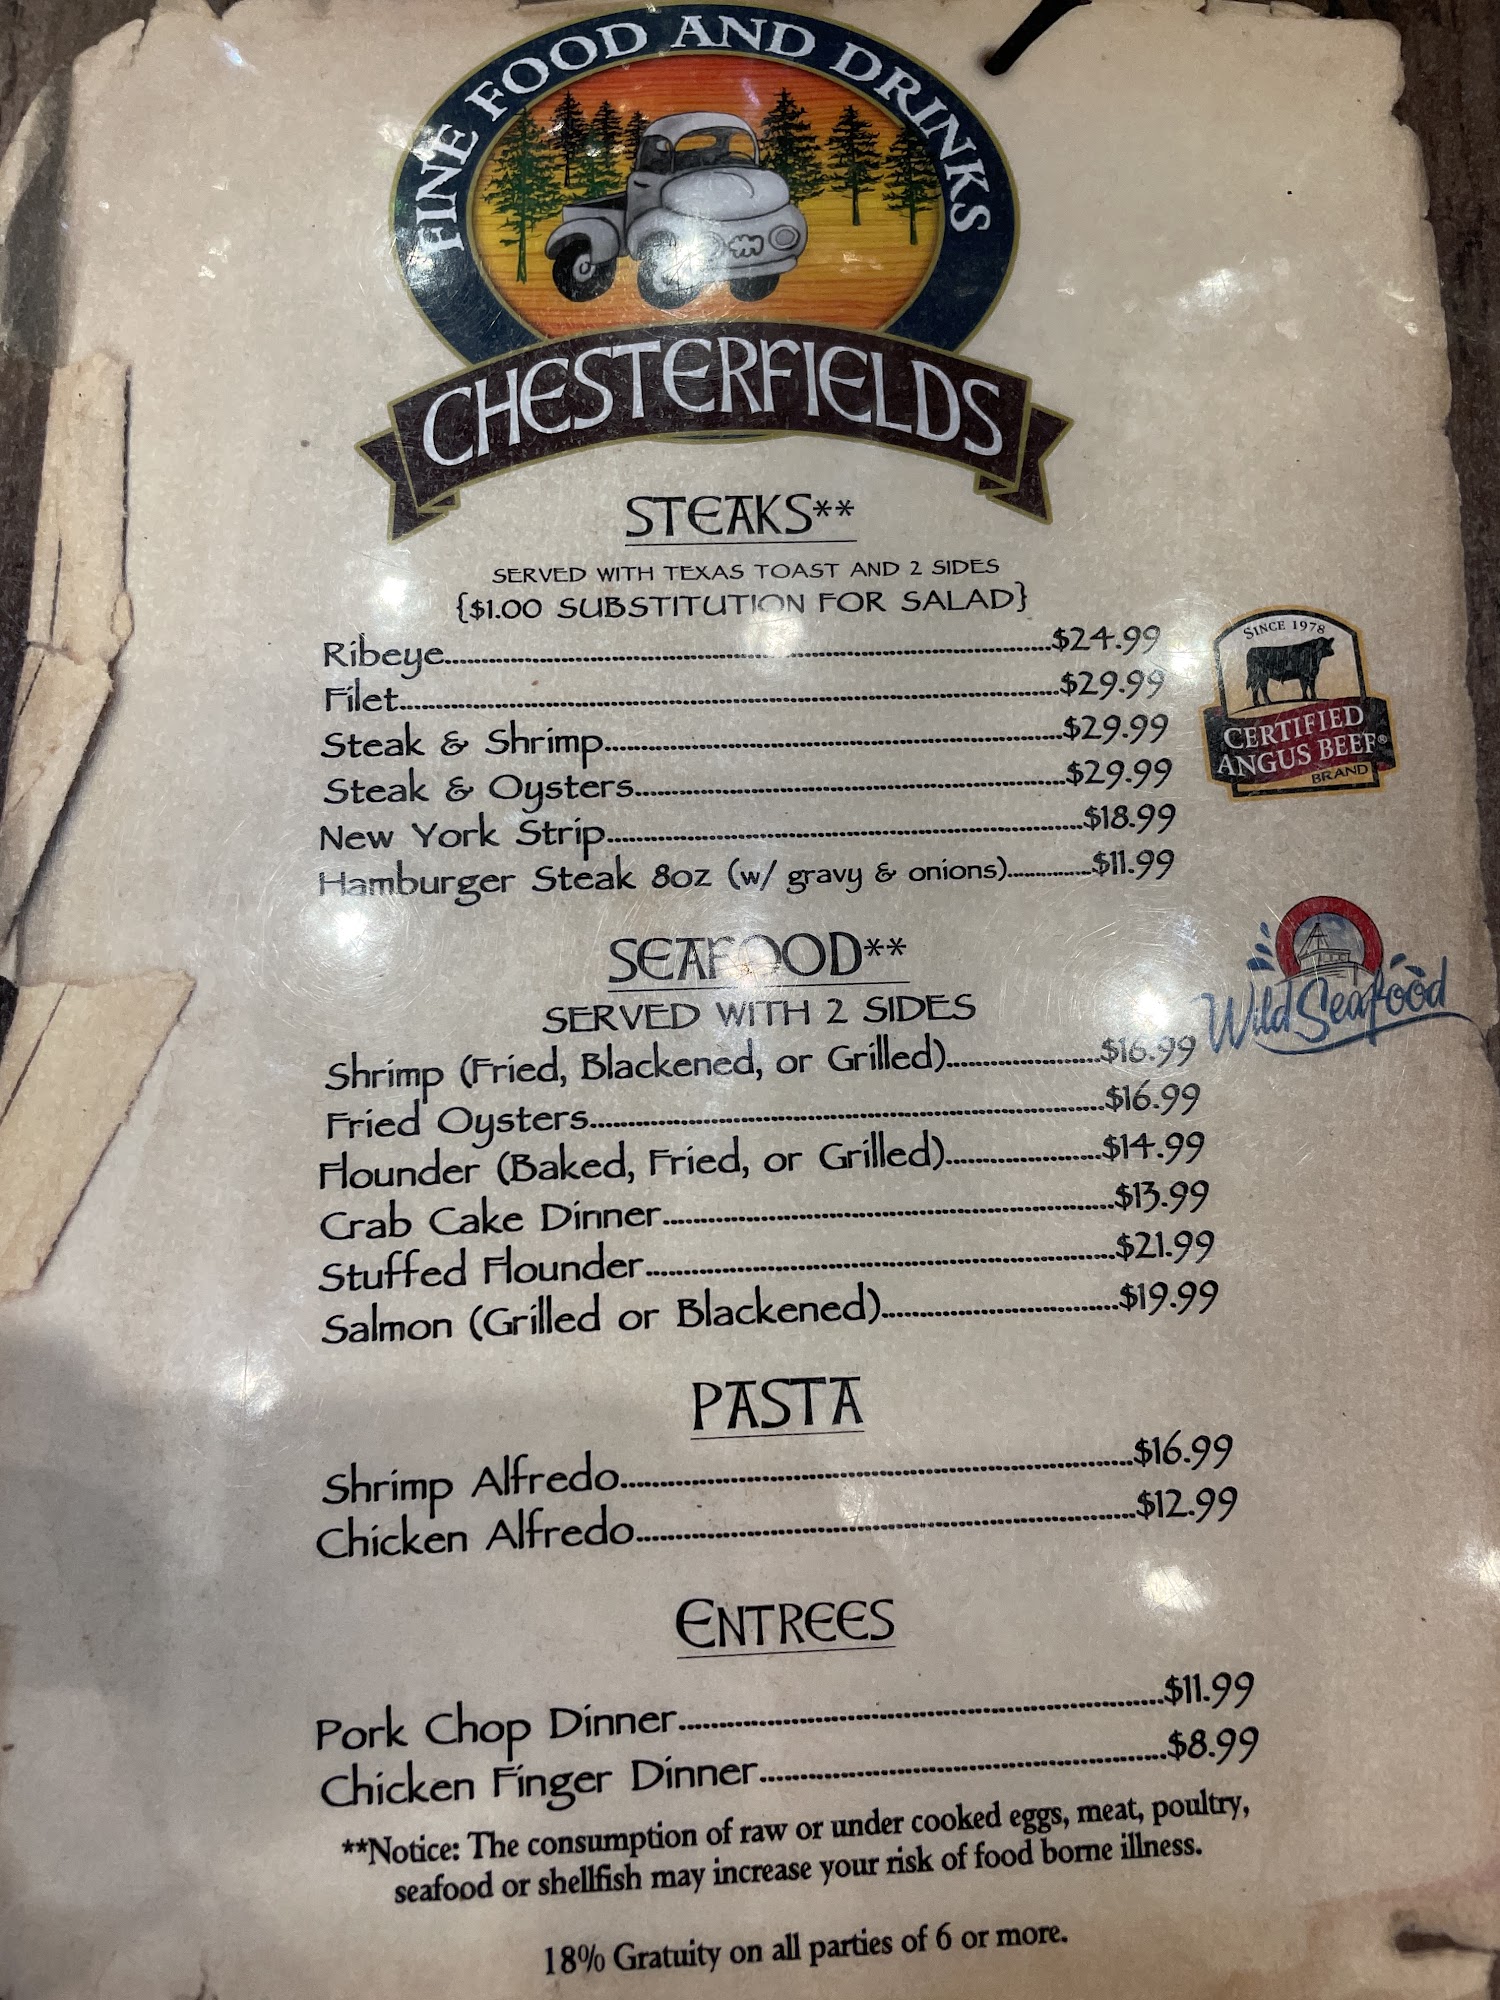 FINE FOOD AND DRINKS
CHESTERFIELDS
STEAKS**
SERVED WITH TEXAS TOAST AND 2 SIDES
{$1.00 SUBSTITUTION FOR SALAD}
Ribeye..........$24.99
Filet..........$29.99
Steak & Shrimp..........$29.99
Steak & Oysters..........$29.99
New York Strip..........$18.99
Hamburger Steak 8oz (w/ gravy & onions)..........$11.99
SINCE 1978
CERTIFIED
ANGUS BEEF®
BRAND
SEAFOOD**
SERVED WITH 2 SIDES
Wild Seafood
Shrimp (Fried, Blackened, or Grilled)..........$16.99
Fried Oysters..........$16.99
Flounder (Baked, Fried, or Grilled)..........$14.99
Crab Cake Dinner..........$13.99
Stuffed Flounder..........$21.99
Salmon (Grilled or Blackened)..........$19.99
PASTA
Shrimp Alfredo..........$16.99
Chicken Alfredo..........$12.99
ENTREES
Pork Chop Dinner..........$11.99
Chicken Finger Dinner..........$8.99
**Notice: The consumption of raw or under cooked eggs, meat, poultry,
seafood or shellfish may increase your risk of food borne illness.
18% Gratuity on all parties of 6 or more.